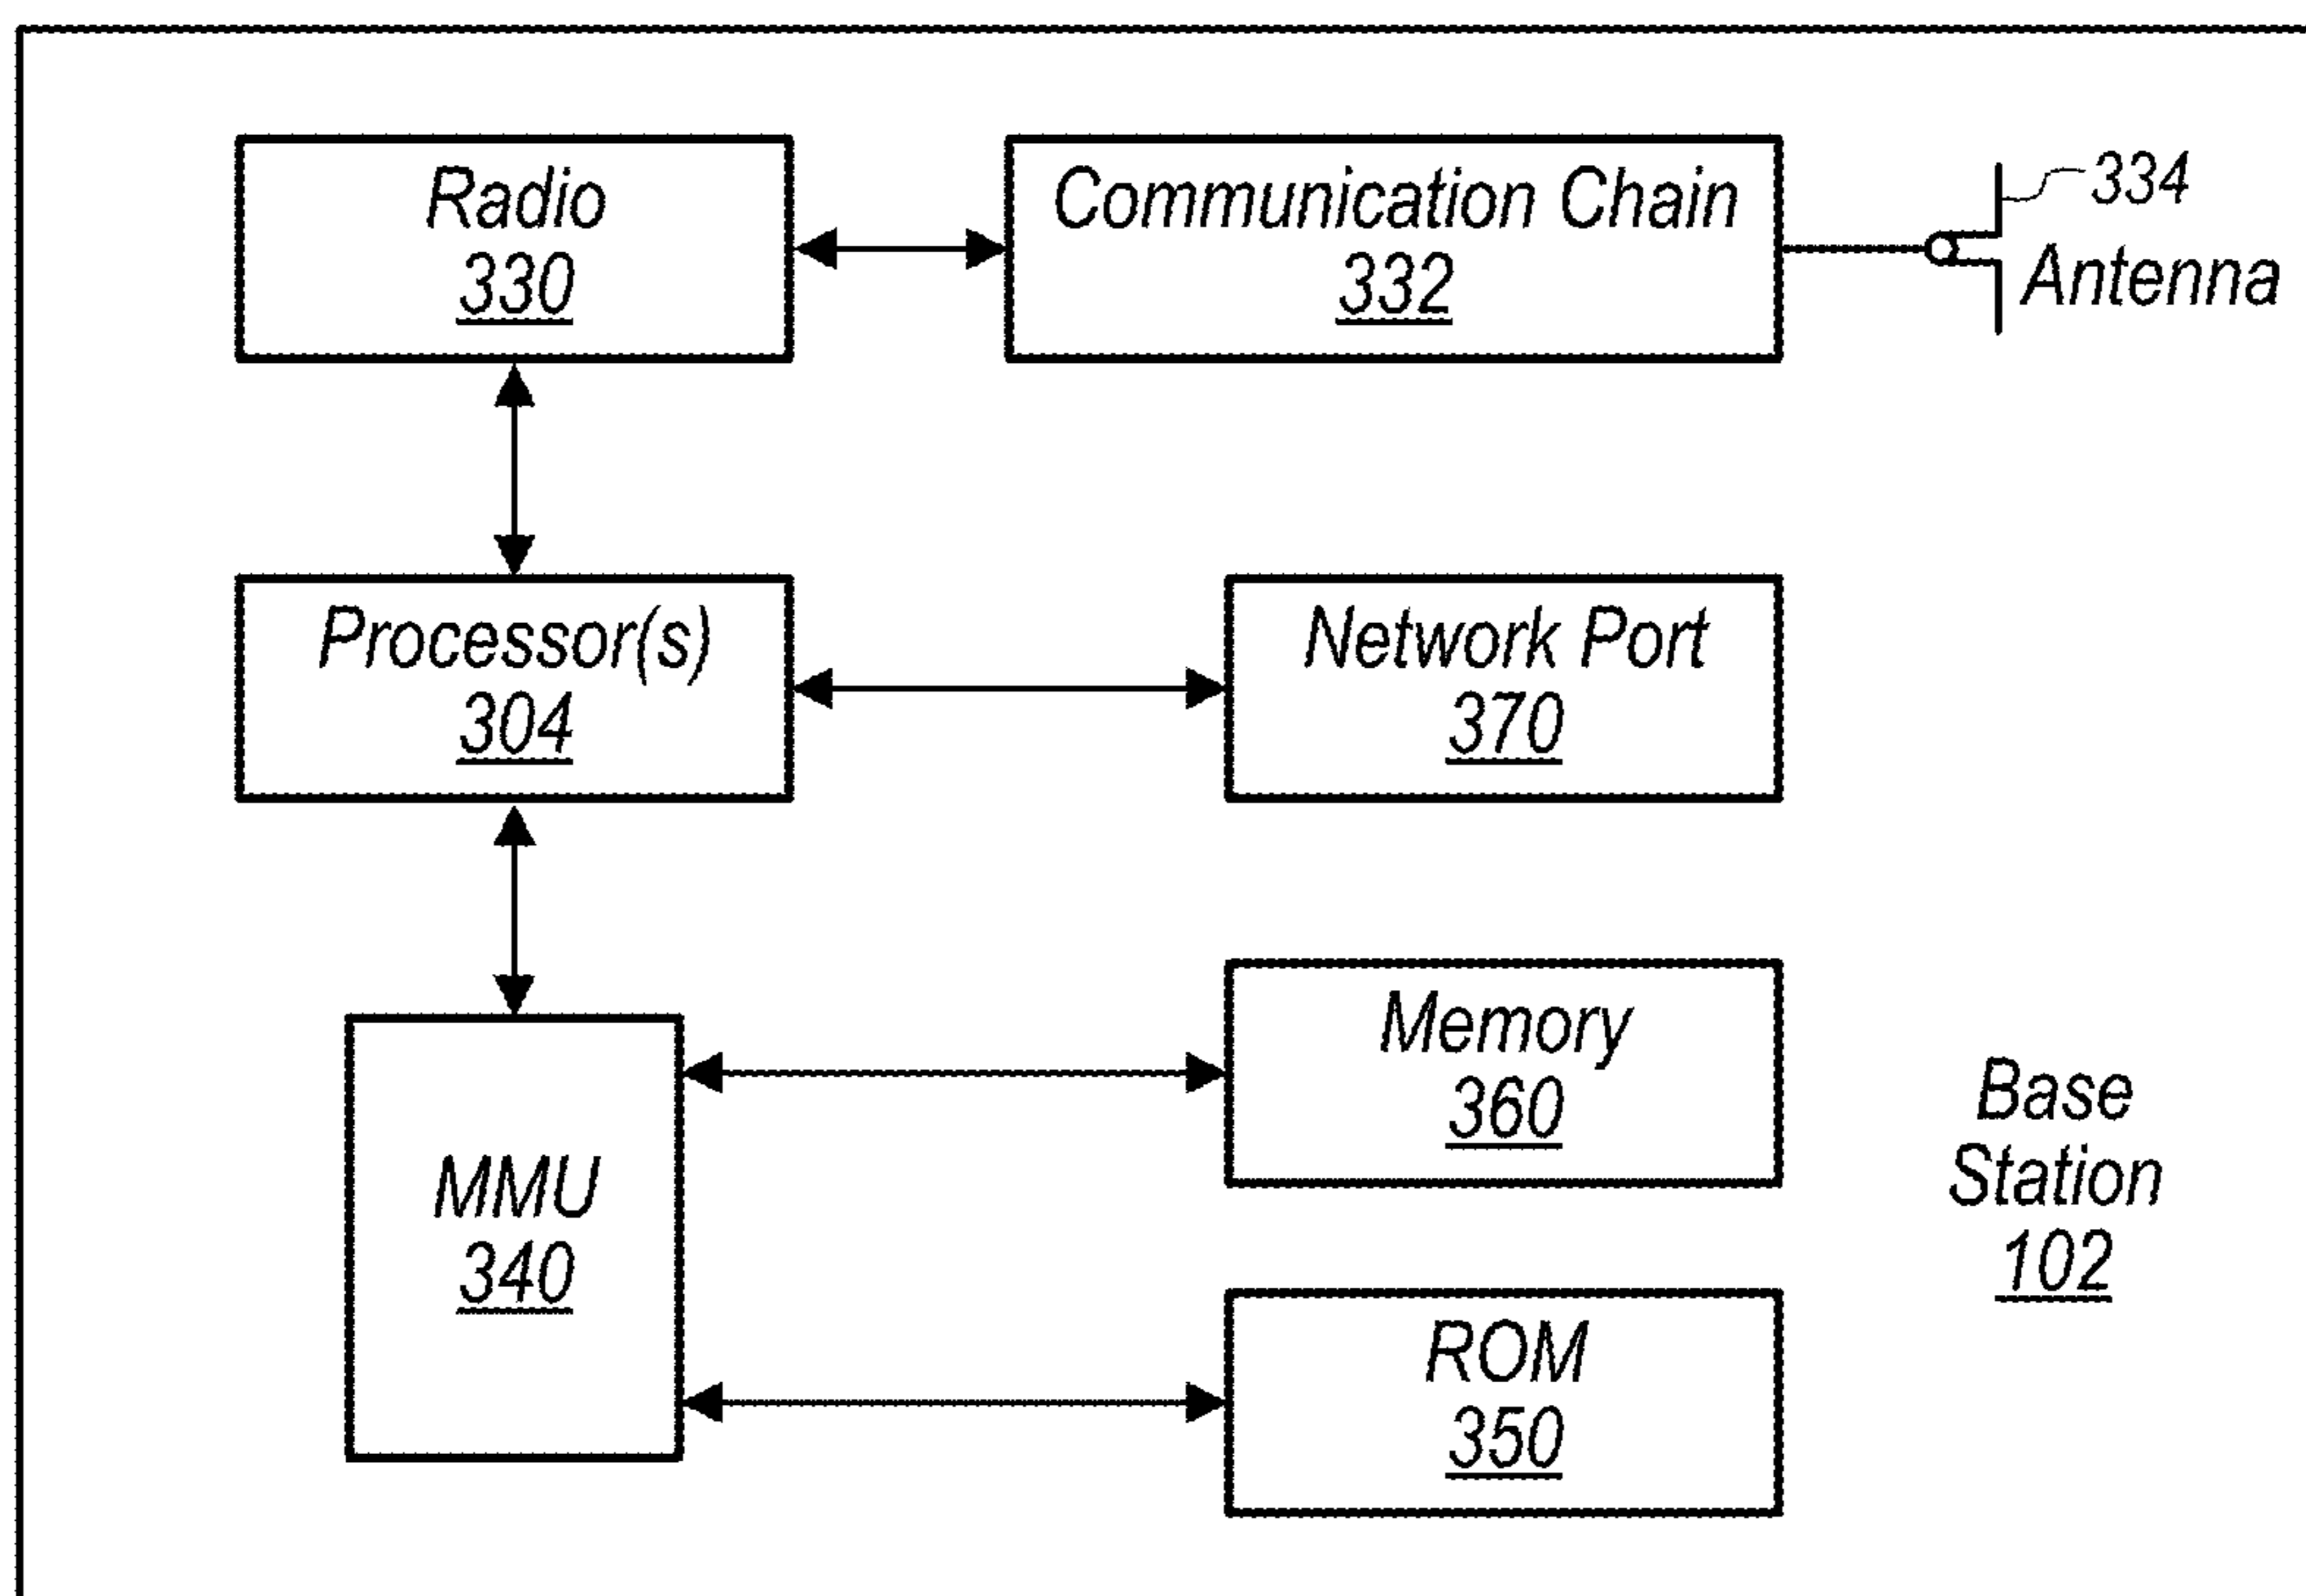 Radio
330
Communication Chain
332
334
Antenna
Processor(s)
304
Network Port
370
MMU
340
Memory
360
ROM
350
Base
Station
102